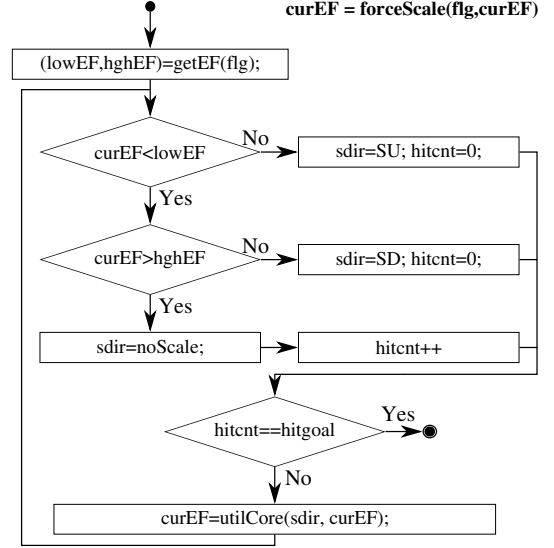 curEF = forceScale(flg,curEF)
(lowEF,hghEF)=getEF(flg);
curEF<lowEF
No
sdir=SU; hitcnt=0;
Yes
curEF>hghEF
No
sdir=SD; hitcnt=0;
Yes
sdir=noScale;
hitcnt++
hitcnt==hitgoal
Yes
No
curEF=utilCore(sdir, curEF);